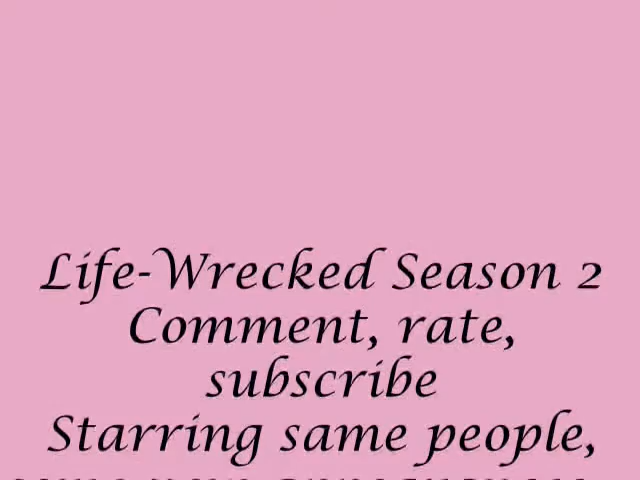 Life-Wrecked Season 2
Comment, rate,
subscribe
Starring same people,